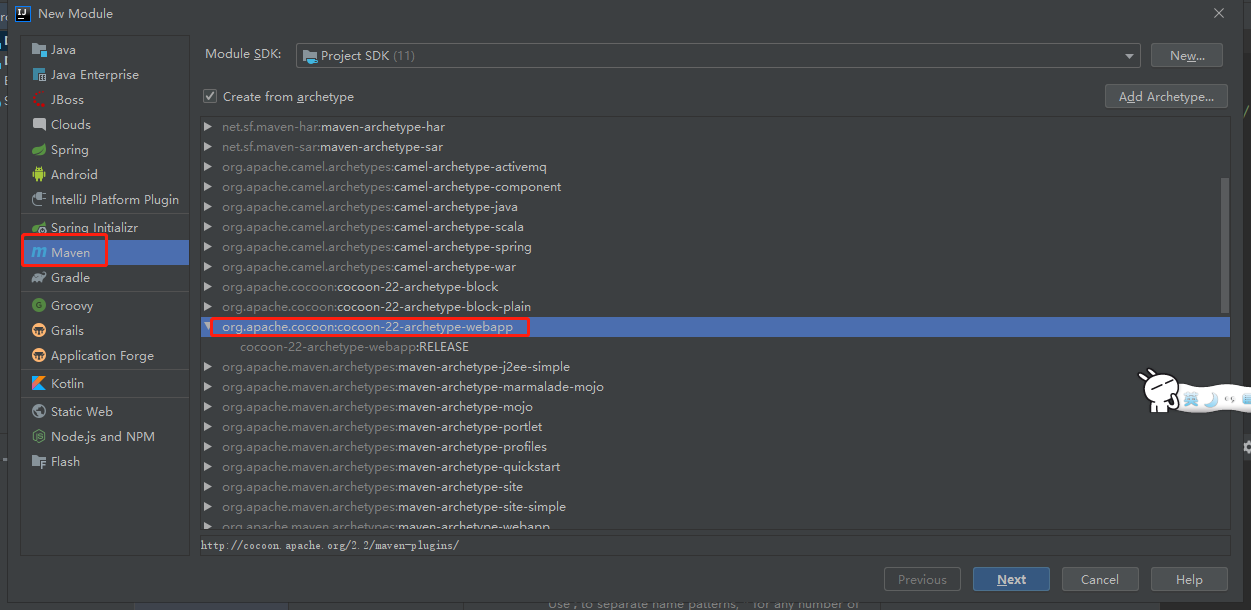 New Module
Java
Java Enterprise
JBoss
Clouds
Spring
Android
IntelliJ Platform Plugin
Spring Initializr
Maven
Gradle
Groovy
Grails
Application Forge
Kotlin
Static Web
Node.js and NPM
Flash
Module SDK: Project SDK (11) New...
Create from archetype Add Archetype...
net.sf.maven-har:maven-archetype-har
net.sf.maven-sar:maven-archetype-sar
org.apache.camel.archetypes:camel-archetype-activemq
org.apache.camel.archetypes:camel-archetype-component
org.apache.camel.archetypes:camel-archetype-java
org.apache.camel.archetypes:camel-archetype-scala
org.apache.camel.archetypes:camel-archetype-spring
org.apache.camel.archetypes:camel-archetype-war
org.apache.cocoon:cocoon-22-archetype-block
org.apache.cocoon:cocoon-22-archetype-block-plain
org.apache.cocoon:cocoon-22-archetype-webapp
cocoon-22-archetype-webapp:RELEASE
org.apache.maven.archetypes:maven-archetype-j2ee-simple
org.apache.maven.archetypes:maven-archetype-marmalade-mojo
org.apache.maven.archetypes:maven-archetype-mojo
org.apache.maven.archetypes:maven-archetype-portlet
org.apache.maven.archetypes:maven-archetype-profiles
org.apache.maven.archetypes:maven-archetype-quickstart
org.apache.maven.archetypes:maven-archetype-site
org.apache.maven.archetypes:maven-archetype-site-simple
org.apache.maven.archetypes:maven-archetype-webapp
http://cocoon.apache.org/2.2/maven-plugins/
英
Previous Next Cancel Help
Use , to separate name patterns, for any number of